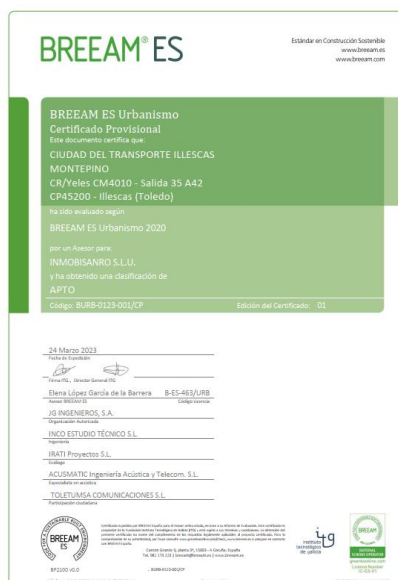 BREEAM® ES
Estándar en Construcción Sostenible
www.breeam.es
www.breeam.com
BREEAM ES Urbanismo
Certificado Provisional
Este documento certifica que:
CIUDAD DEL TRANSPORTE ILLESCAS
MONTEPINO
CR/Yeles CM4010 - Salida 35 A42
CP45200 - Illescas (Toledo)
ha sido evaluado según
BREEAM ES Urbanismo 2020
por un Asesor para:
INMOBISANRO S.L.U.
y ha obtenido una clasificación de
APTO
Código: BURB-0123-001/CP
Edición del Certificado: 01
24 Marzo 2023
Fecha de Expedición
Firma ITG, Director General ITG
Elena López García de la Barrera B-ES-463/URB
Asesor BREEAM ES Código licencia
JG INGENIEROS, S.A.
Organización Autorizada
INCO ESTUDIO TÉCNICO S.L.
Ingeniería
IRATI Proyectos S.L.
Ecólogo
ACUSMATIC Ingeniería Acústica y Telecom. S.L.
Especialista en acústica
TOLETUMSA COMUNICACIONES S.L.
Participación ciudadana
BREEAM
ES
itg
instituto
tecnológico
de galicia
BREEAM
BP2100 v0.0
BURB-0123-001/CP